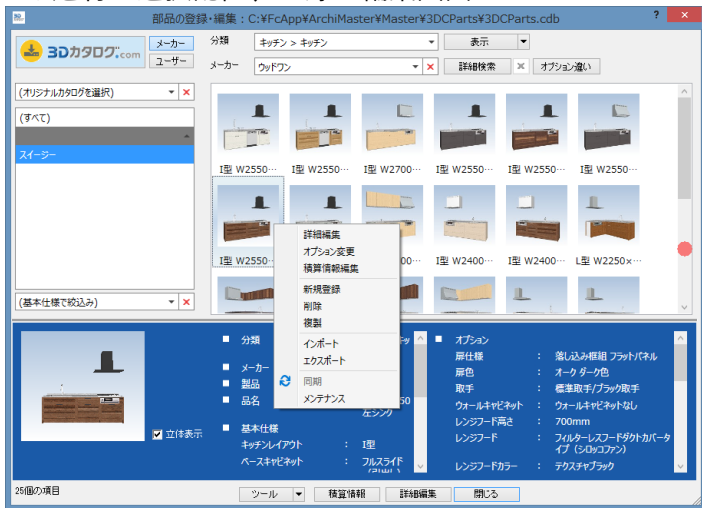 部品の登録・編集 : C:¥FcApp¥ArchiMaster¥Master¥3DCParts¥3DCParts.cdb
?
×
3Dカタログ.com
メーカー
ユーザー
分類
キッチン > キッチン
表示
メーカー
ウッドワン
詳細検索
オプション違い
(オリジナルカタログを選択)
(すべて)
スイージー
(基本仕様で絞込み)
I型 W2550… I型 W2550… I型 W2700… I型 W2550… I型 W2550… I型 W2550…
I型 W2550… 00… I型 W2400… I型 W2400… L型 W2250×…
詳細編集
オプション変更
積算情報編集
新規登録
削除
複製
インポート
エクスポート
同期
メンテナンス
立体表示
分類
メーカー
製品
品名
50
左シンク
基本仕様
キッチンレイアウト : I型
ベースキャビネット : フルスライド
オプション
扉仕様 : 落し込み框組 フラットパネル
扉色 : オーク ダーク色
取手 : 標準取手/ブラック取手
ウォールキャビネット : ウォールキャビネットなし
レンジフード高さ : 700mm
レンジフード : フィルターレスフードダクトカバータ
イプ (シロッコファン)
レンジフードカラー : テクスチャブラック
25個の項目
ツール
積算情報
詳細編集
閉じる